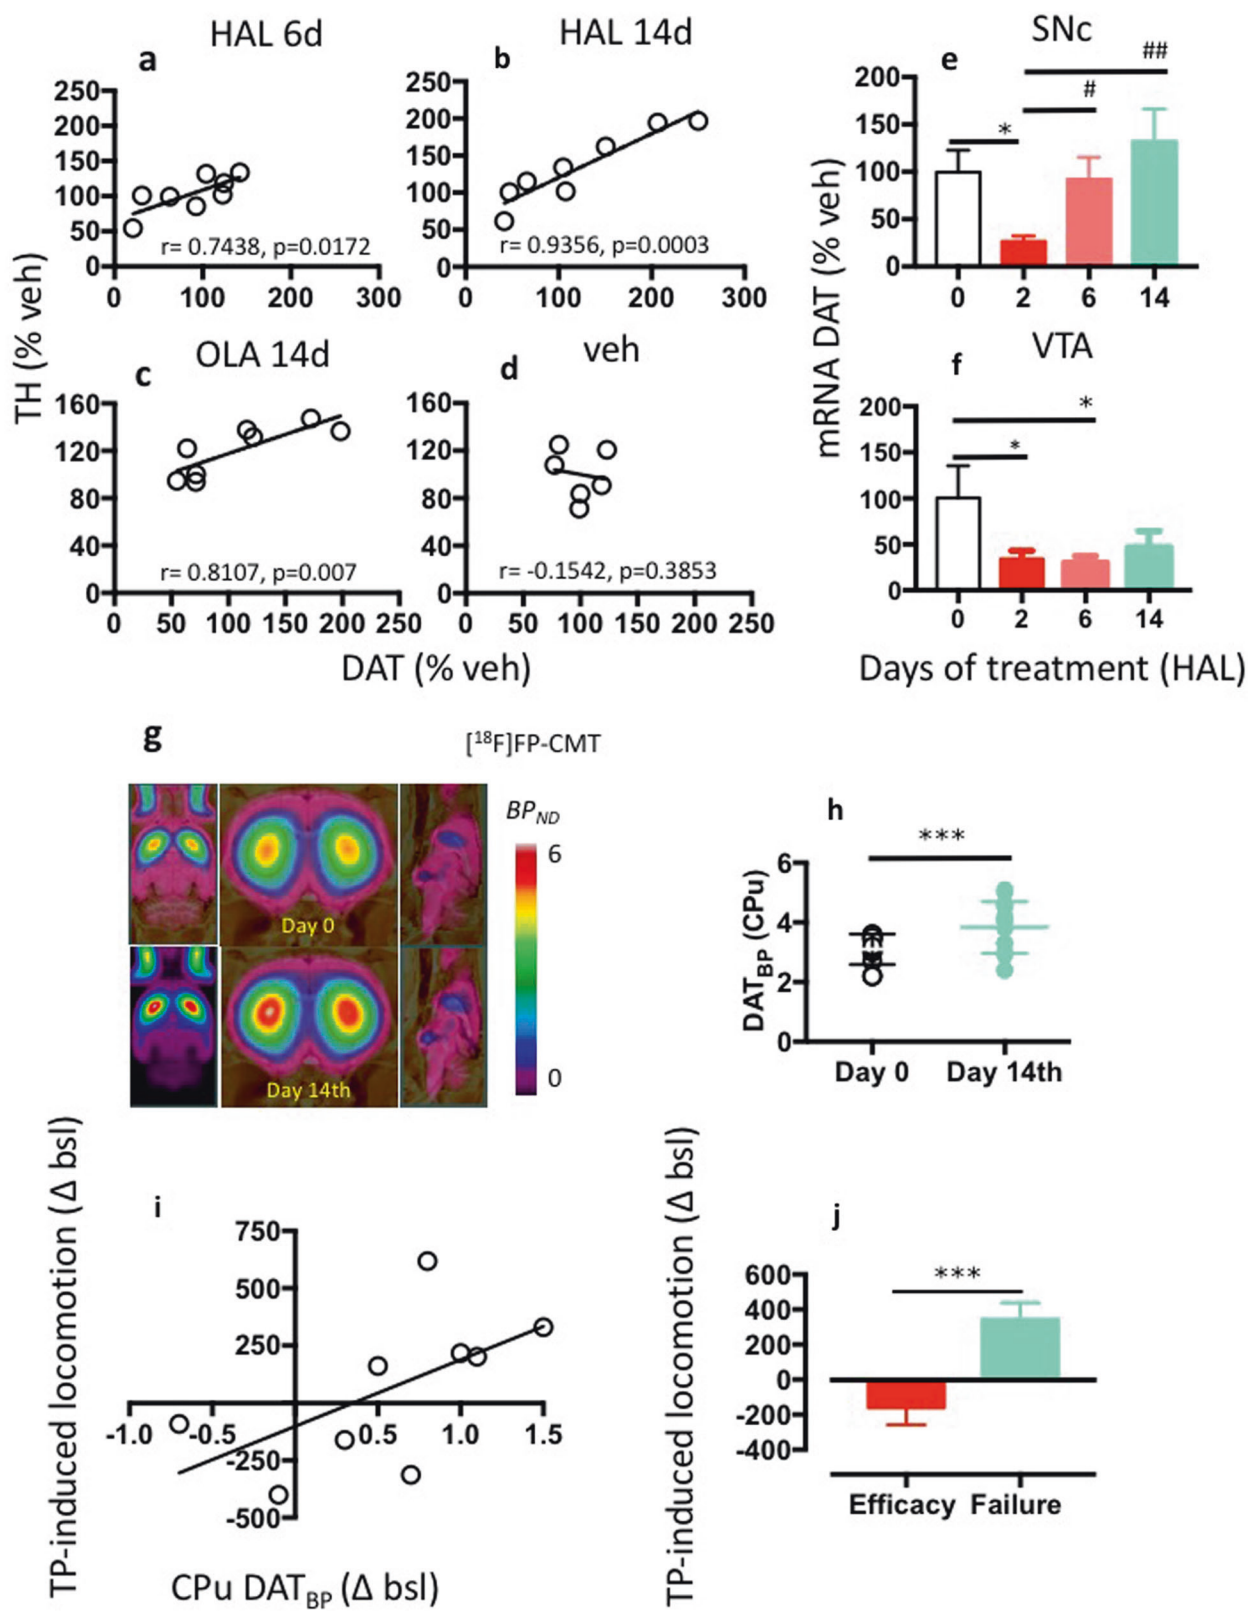 HAL 6d
HAL 14d
SNc
a
b
e
250
200
150
100
50
0
r= 0.7438, p=0.0172
0 100 200 300
250
200
150
100
50
0
r= 0.9356, p=0.0003
0 100 200 300
##
#
*
200
150
100
50
0
0 2 6 14
TH (% veh)
mRNA DAT (% veh)
OLA 14d
veh
VTA
c
d
f
160
120
80
40
0
r= 0.8107, p=0.007
0 50 100 150 200 250
160
120
80
40
0
r= -0.1542, p=0.3853
0 50 100 150 200 250
*
*
200
150
100
50
0
0 2 6 14
DAT (% veh)
Days of treatment (HAL)
g
[18F]FP-CMT
BPND
6
0
Day 0
Day 14th
h
***
6
4
2
0
DATBP (CPu)
Day 0 Day 14th
i
TP-induced locomotion (Δ bsl)
750
500
250
-250
-500
-1.0 -0.5 0.5 1.0 1.5
CPu DATBP (Δ bsl)
j
TP-induced locomotion (Δ bsl)
***
600
400
200
0
-200
-400
Efficacy Failure